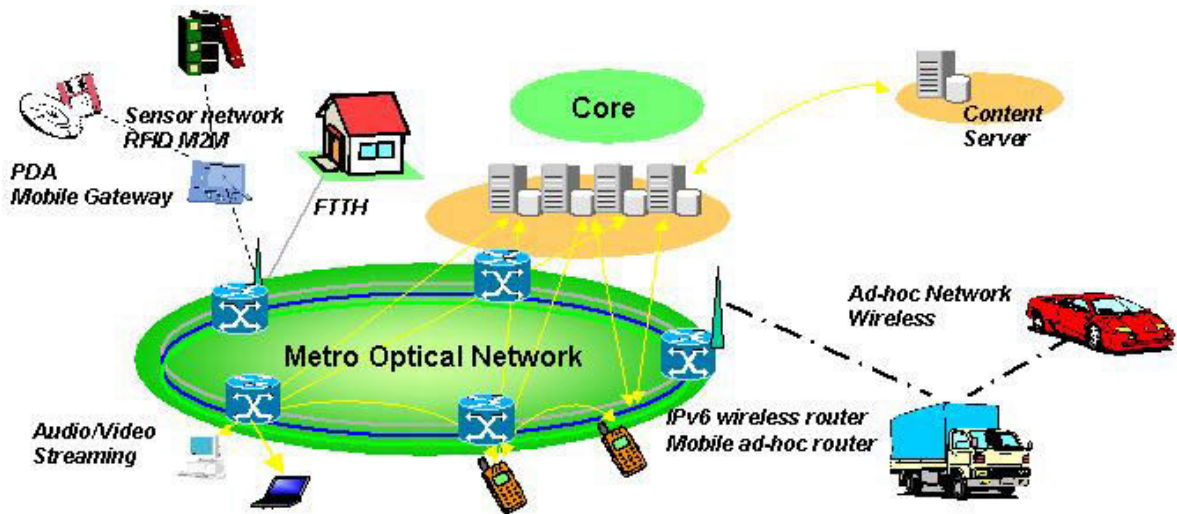 Core
Content
Server
Sensor network
RFID M2M
PDA
Mobile Gateway
FTTH
Ad-hoc Network
Wireless
Metro Optical Network
IPv6 wireless router
Mobile ad-hoc router
Audio/Video
Streaming